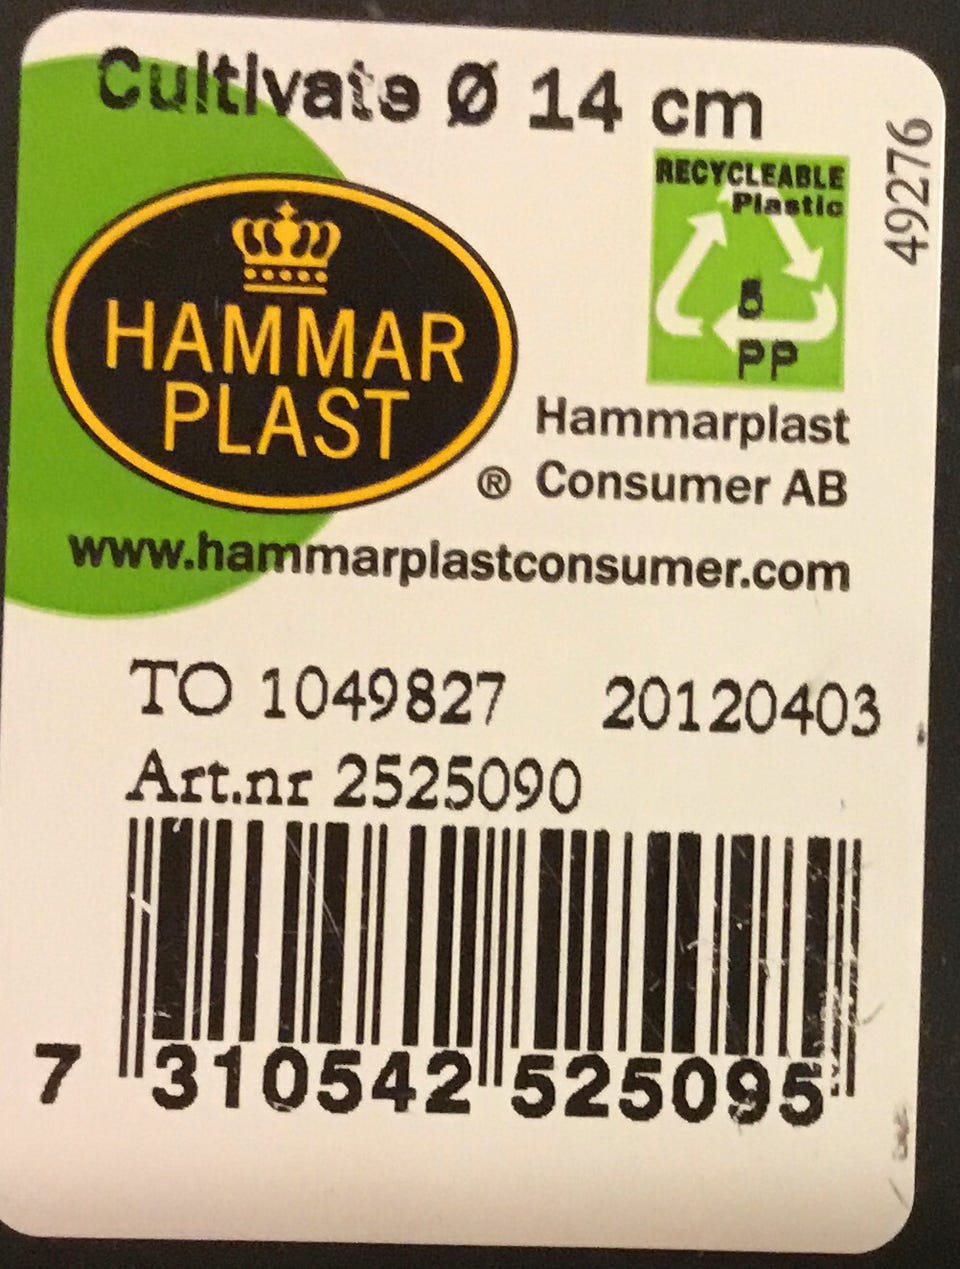 Cultivate Ø 14 cm
49276
RECYCLEABLE
Plastic
5
PP
HAMMAR
PLAST
Hammarplast
® Consumer AB
www.hammarplastconsumer.com
TO 1049827 20120403
Art.nr 2525090
7 310542 525095